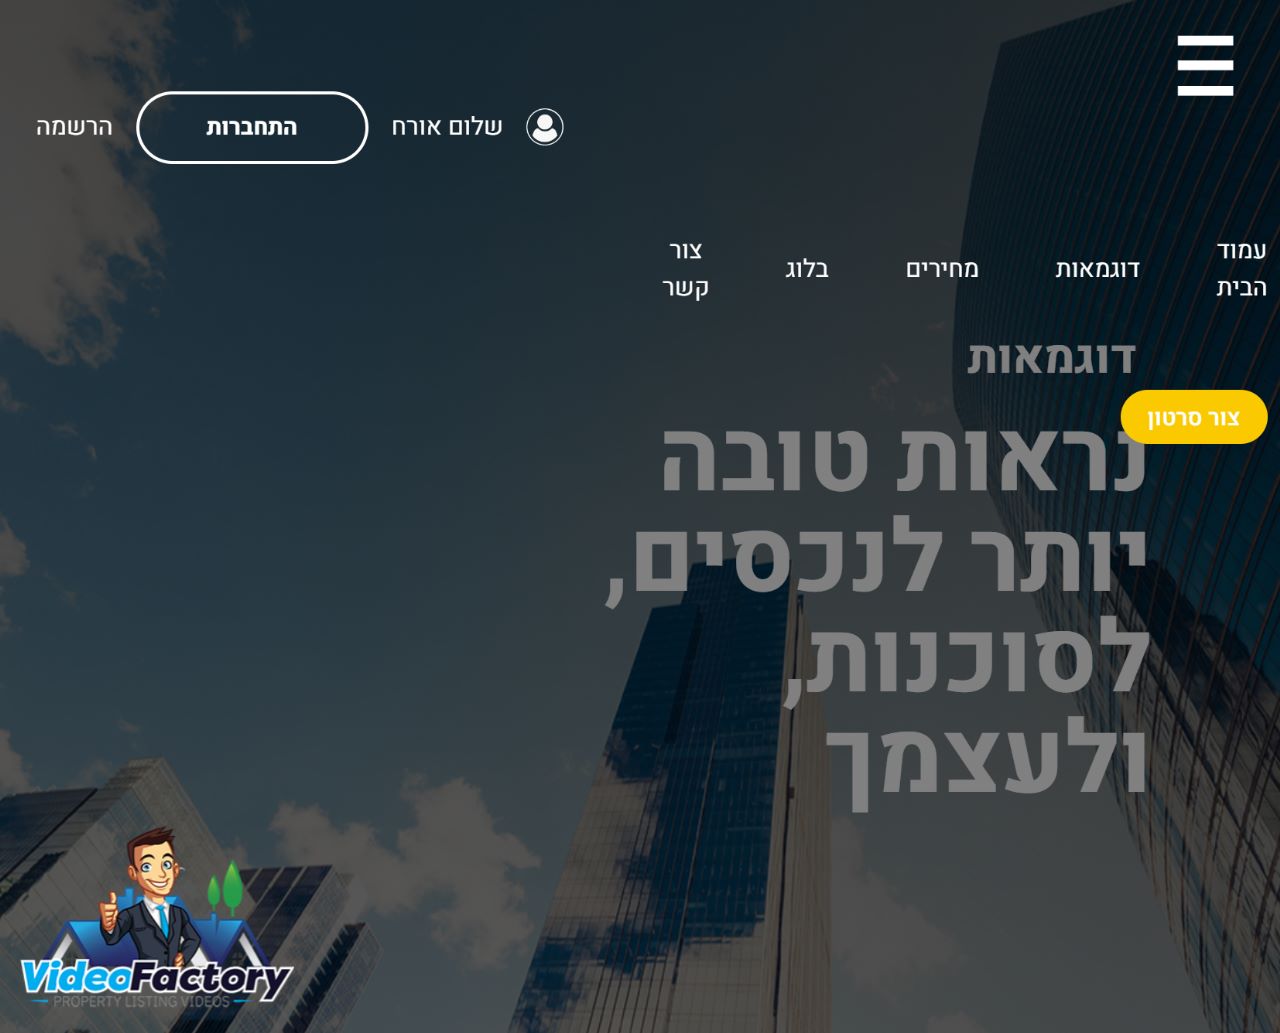 שלום אורח
התחברות
הרשמה
עמוד
הבית
דוגמאות
מחירים
בלוג
צור
קשר
דוגמאות
צור סרטון
נראות טובה
יותר לנכסים,
לסוכנות,
ולעצמך
VideoFactory
PROPERTY LISTING VIDEOS